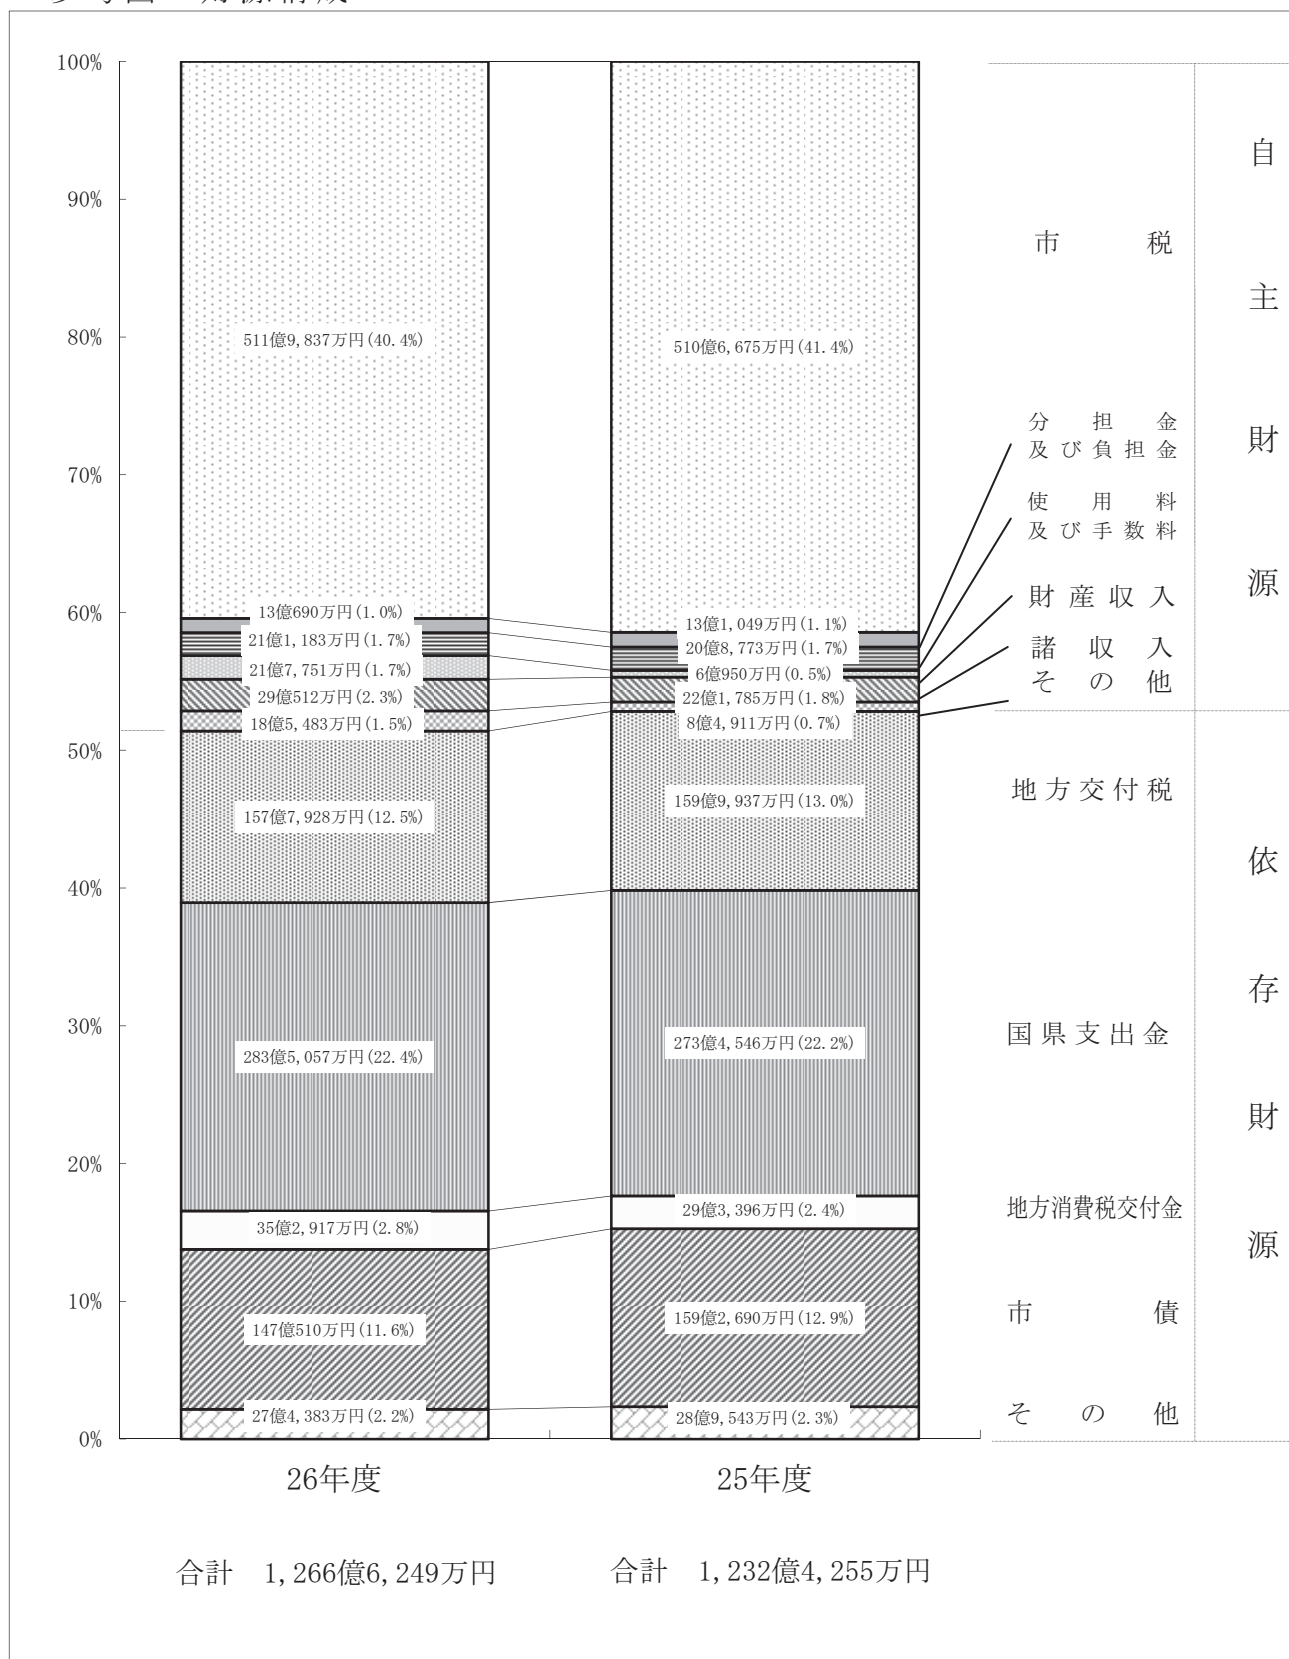 100%
90%
80%
70%
60%
50%
40%
30%
20%
10%
0%
511億9,837万円(40.4%)
13億690万円(1.0%)
21億1,183万円(1.7%)
21億7,751万円(1.7%)
29億512万円(2.3%)
18億5,483万円(1.5%)
157億7,928万円(12.5%)
283億5,057万円(22.4%)
35億2,917万円(2.8%)
147億510万円(11.6%)
27億4,383万円(2.2%)
26年度
合計 1,266億6,249万円
510億6,675万円(41.4%)
13億1,049万円(1.1%)
20億8,773万円(1.7%)
6億950万円(0.5%)
22億1,785万円(1.8%)
8億4,911万円(0.7%)
159億9,937万円(13.0%)
273億4,546万円(22.2%)
29億3,396万円(2.4%)
159億2,690万円(12.9%)
28億9,543万円(2.3%)
25年度
合計 1,232億4,255万円
市税
分担金
及び負担金
使用料
及び手数料
財産収入
諸収入
その他
地方交付税
国県支出金
地方消費税交付金
市債
その他
自主財源
依存財源